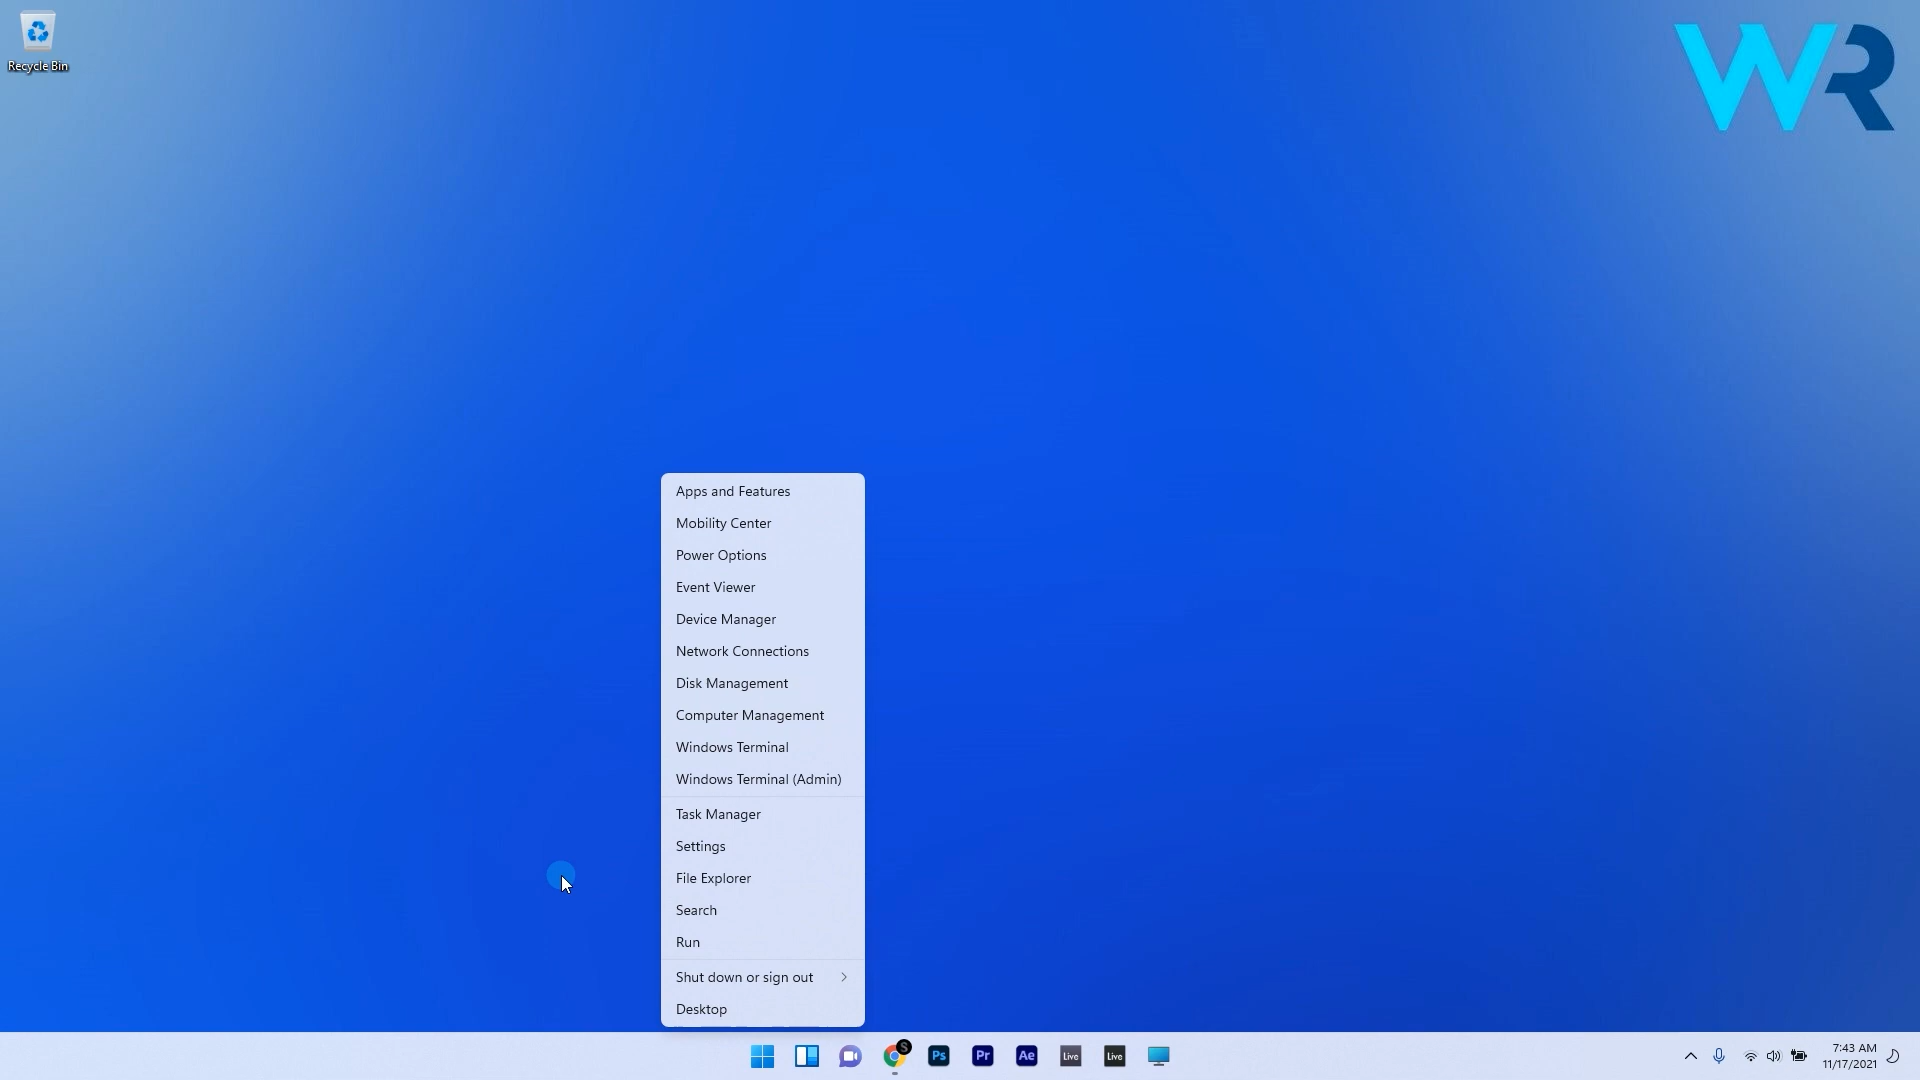 Recycle Bin
WR
Apps and Features
Mobility Center
Power Options
Event Viewer
Device Manager
Network Connections
Disk Management
Computer Management
Windows Terminal
Windows Terminal (Admin)
Task Manager
Settings
File Explorer
Search
Run
Shut down or sign out
Desktop
S
Ps
Pr
Ae
Live
Live
7:43 AM
11/17/2021